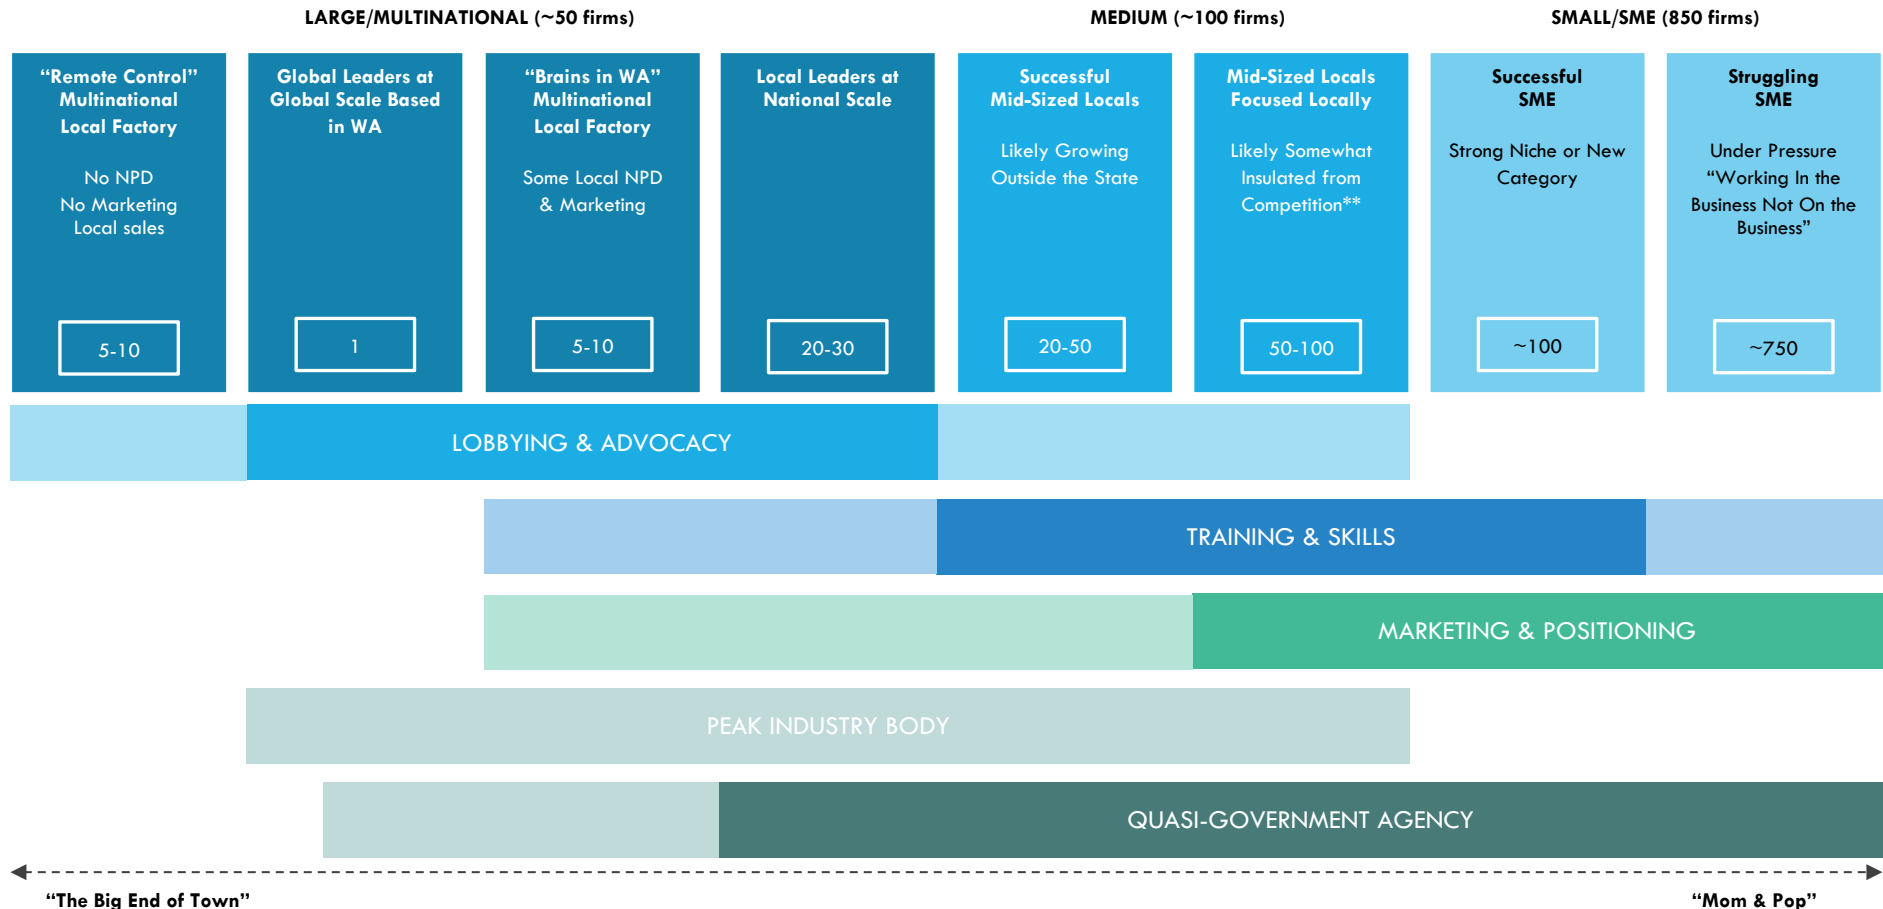 LARGE/MULTINATIONAL (~50 firms)
MEDIUM (~100 firms)
SMALL/SME (850 firms)
“Remote Control”
Multinational
Local Factory
No NPD
No Marketing
Local sales
5-10
Global Leaders at
Global Scale Based
in WA
1
“Brains in WA”
Multinational
Local Factory
Some Local NPD
& Marketing
5-10
Local Leaders at
National Scale
20-30
Successful
Mid-Sized Locals
Likely Growing
Outside the State
20-50
Mid-Sized Locals
Focused Locally
Likely Somewhat
Insulated from
Competition**
50-100
Successful
SME
Strong Niche or New
Category
~100
Struggling
SME
Under Pressure
“Working In the
Business Not On the
Business”
~750
LOBBYING & ADVOCACY
TRAINING & SKILLS
MARKETING & POSITIONING
PEAK INDUSTRY BODY
QUASI-GOVERNMENT AGENCY
“The Big End of Town”
“Mom & Pop”